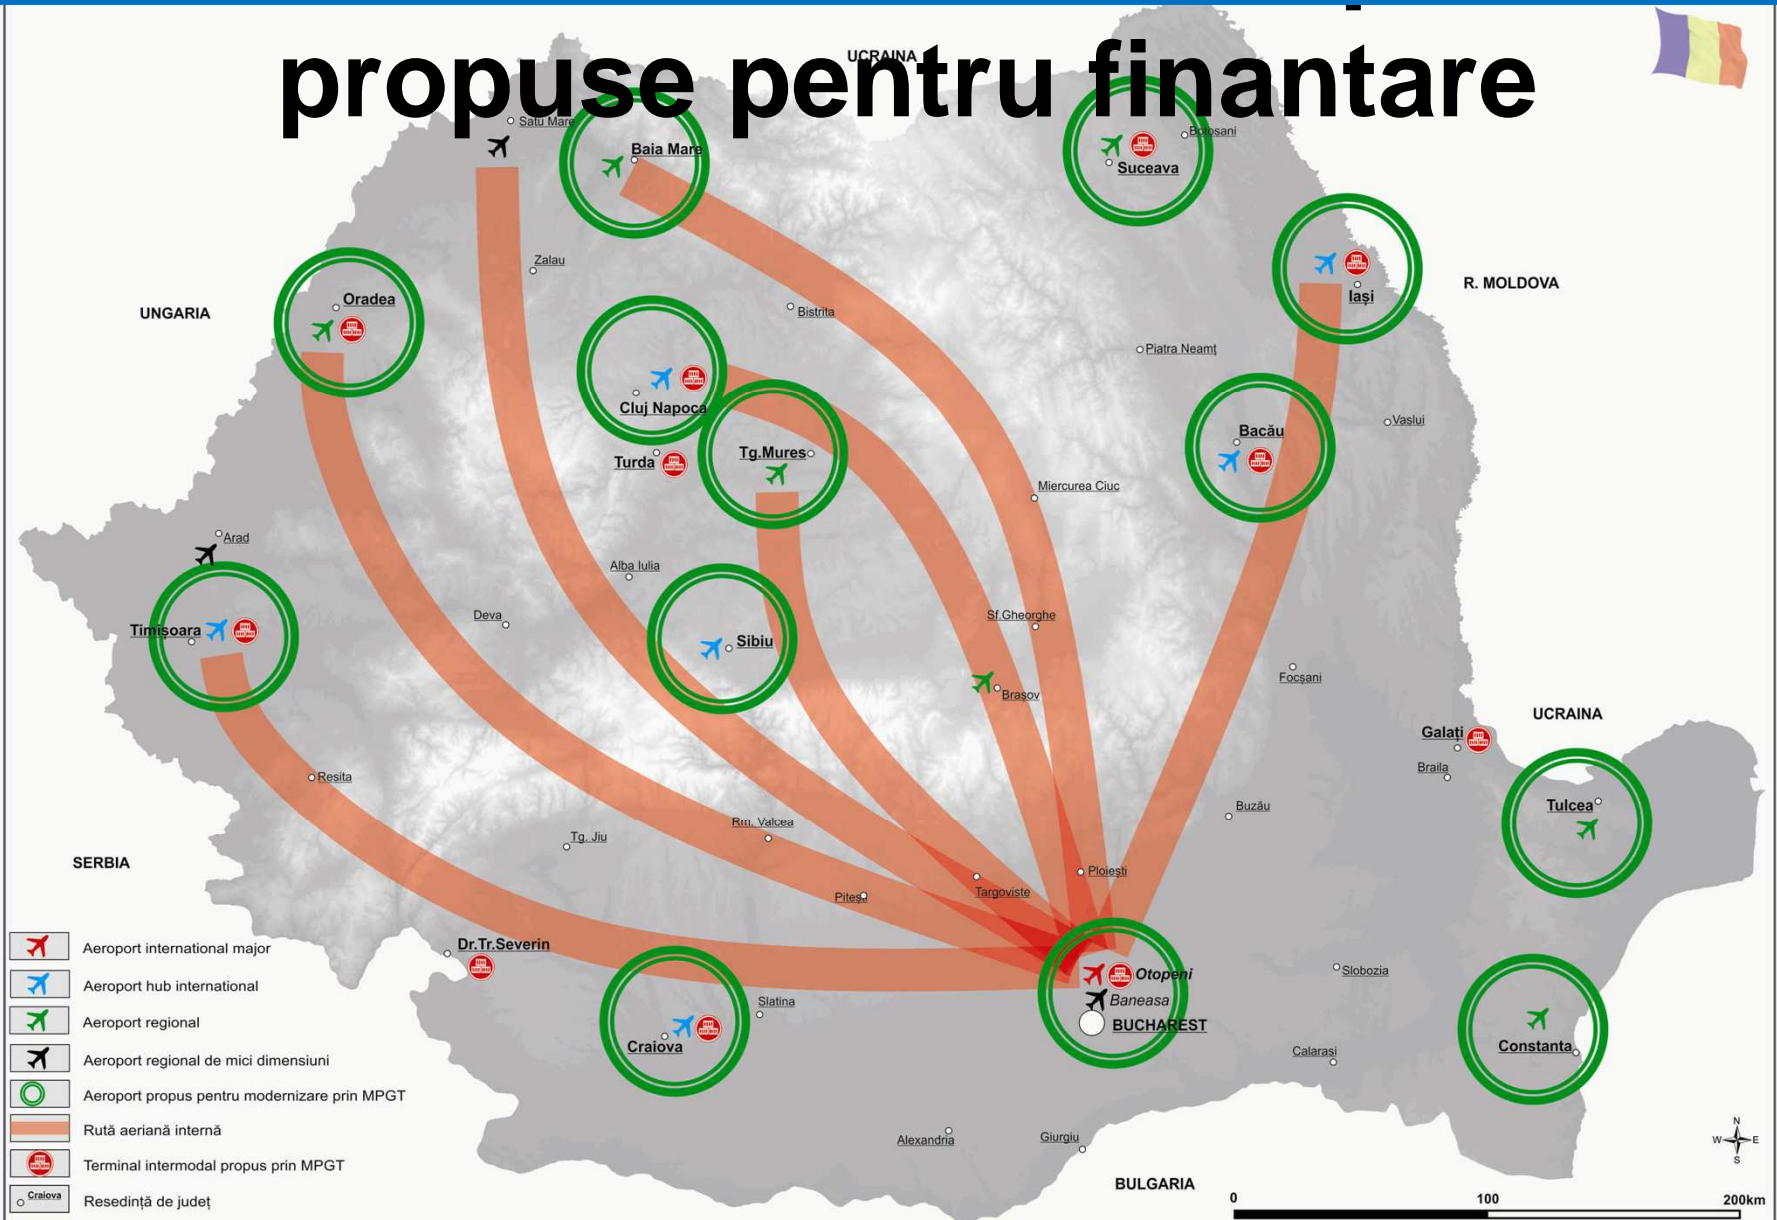 propuse pentru finantare
UCRAINA
Satu Mare
Baia Mare
Botosani
Suceava
Zalau
Oradea
UNGARIA
Bistrita
Iași
R. MOLDOVA
Piatra Neamț
Cluj Napoca
Vaslui
Bacău
Turda
Tg.Mures
Miercurea Ciuc
Arad
Alba Iulia
Deva
Sf.Gheorghe
Timișoara
Sibiu
Focșani
Brașov
UCRAINA
Galați
Braila
Resita
Tulcea
Buzău
Rm. Valcea
Tg. Jiu
SERBIA
Ploiești
Targoviste
Pitești
Dr.Tr.Severin
Otopeni
Slobozia
Baneasa
Slatina
BUCHAREST
Craiova
Constanta
Calarasi
Alexandria
Giurgiu
BULGARIA
Aeroport international major
Aeroport hub international
Aeroport regional
Aeroport regional de mici dimensiuni
Aeroport propus pentru modernizare prin MPGT
Rută aeriană internă
Terminal intermodal propus prin MPGT
Craiova
Resedință de județ
N
W E
S
0 100 200km